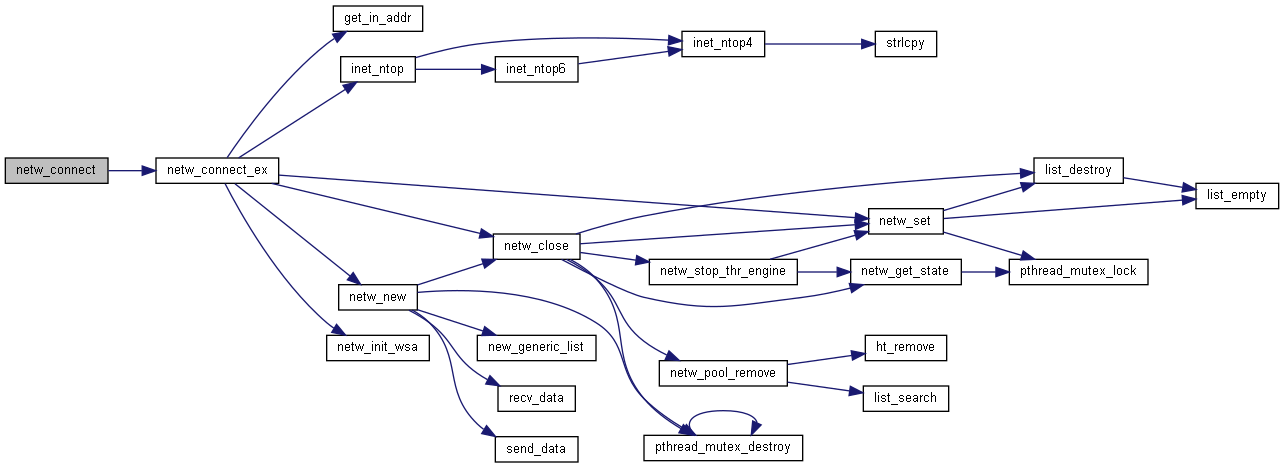 get_in_addr
inet_ntop
inet_ntop4
strlcpy
inet_ntop6
netw_connect
netw_connect_ex
list_destroy
list_empty
netw_set
netw_close
netw_stop_thr_engine
netw_get_state
pthread_mutex_lock
netw_new
netw_init_wsa
new_generic_list
ht_remove
netw_pool_remove
list_search
recv_data
send_data
pthread_mutex_destroy